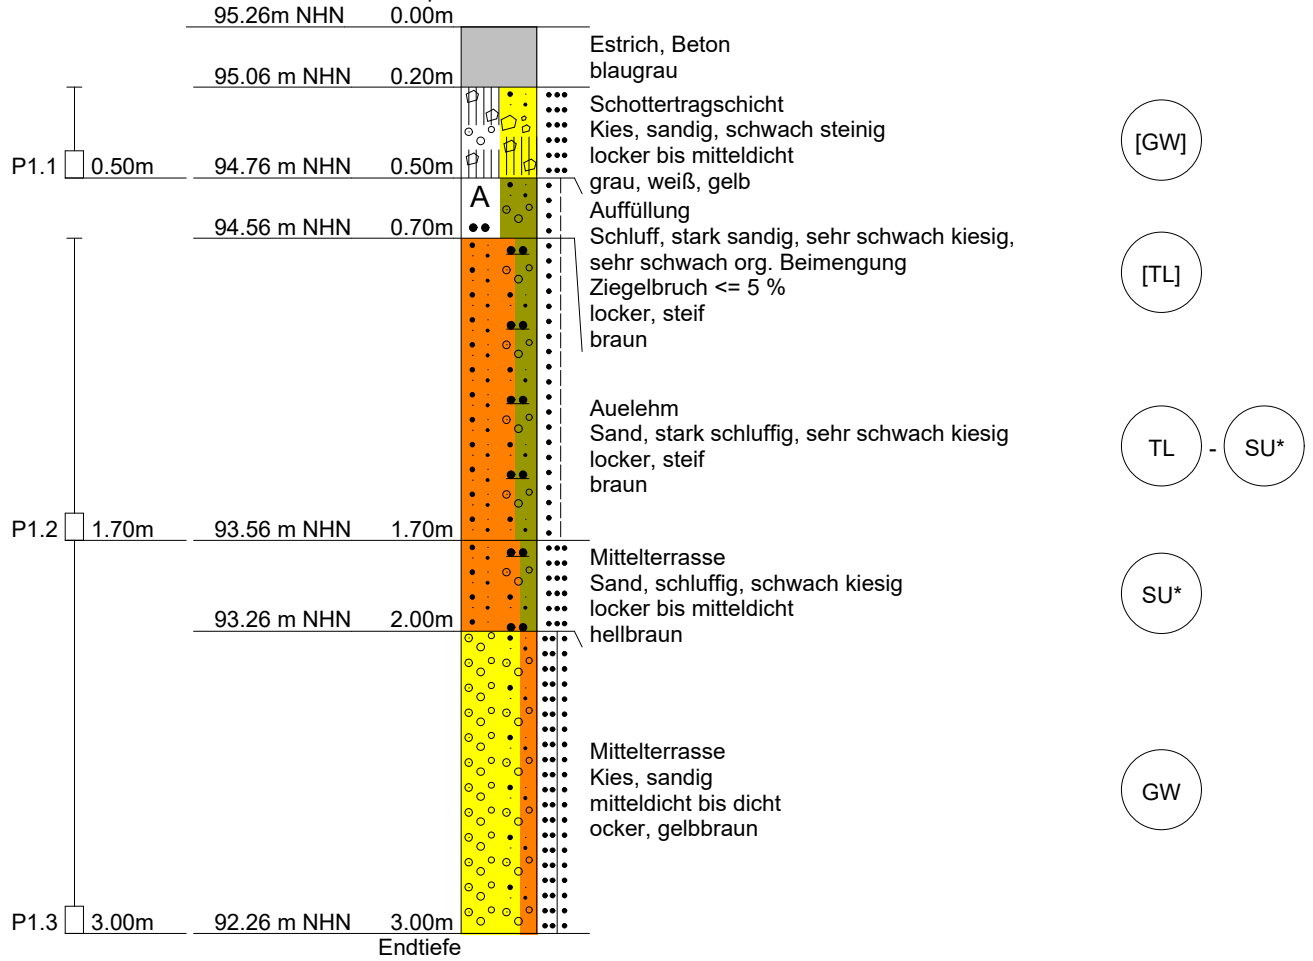 95.26m NHN 0.00m
Estrich, Beton
blaugrau
95.06 m NHN 0.20m
Schottertragschicht
Kies, sandig, schwach steinig
locker bis mitteldicht
grau, weiß, gelb
[GW]
P1.1 0.50m 94.76 m NHN 0.50m
A
Auffüllung
Schluff, stark sandig, sehr schwach kiesig,
sehr schwach org. Beimengung
Ziegelbruch <= 5 %
locker, steif
braun
[TL]
94.56 m NHN 0.70m
Auelehm
Sand, stark schluffig, sehr schwach kiesig
locker, steif
braun
TL - SU*
P1.2 1.70m 93.56 m NHN 1.70m
Mittelterrasse
Sand, schluffig, schwach kiesig
locker bis mitteldicht
hellbraun
SU*
93.26 m NHN 2.00m
Mittelterrasse
Kies, sandig
mitteldicht bis dicht
ocker, gelbbraun
GW
P1.3 3.00m 92.26 m NHN 3.00m
Endtiefe